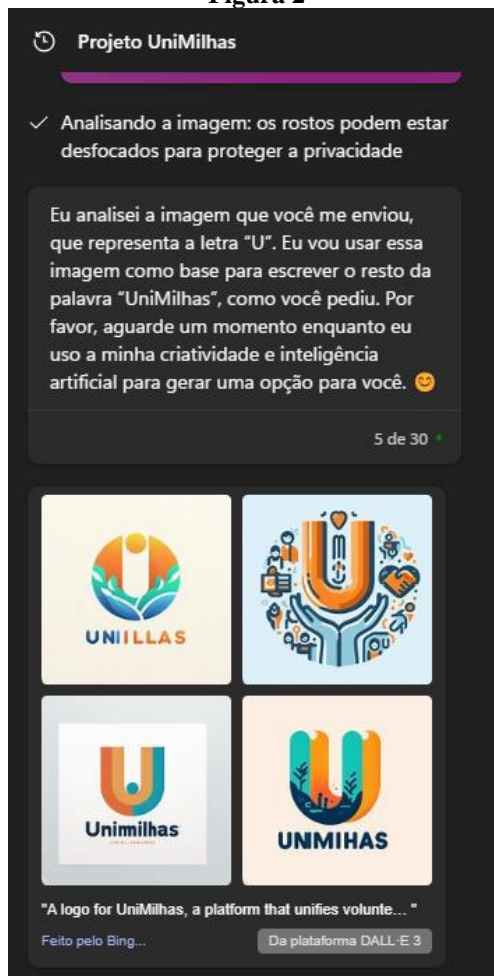 Figura 2
Projeto UniMilhas
Analisando a imagem: os rostos podem estar
desfocados para proteger a privacidade
Eu analisei a imagem que você me enviou,
que representa a letra “U”. Eu vou usar essa
imagem como base para escrever o resto da
palavra “UniMilhas”, como você pediu. Por
favor, aguarde um momento enquanto eu
uso a minha criatividade e inteligência
artificial para gerar uma opção para você. 😊
5 de 30
UNIILLAS
Unimilhas
UNMIHAS
"A logo for UniMilhas, a platform that unifies volunte... "
Feito pelo Bing...
Da plataforma DALL·E 3